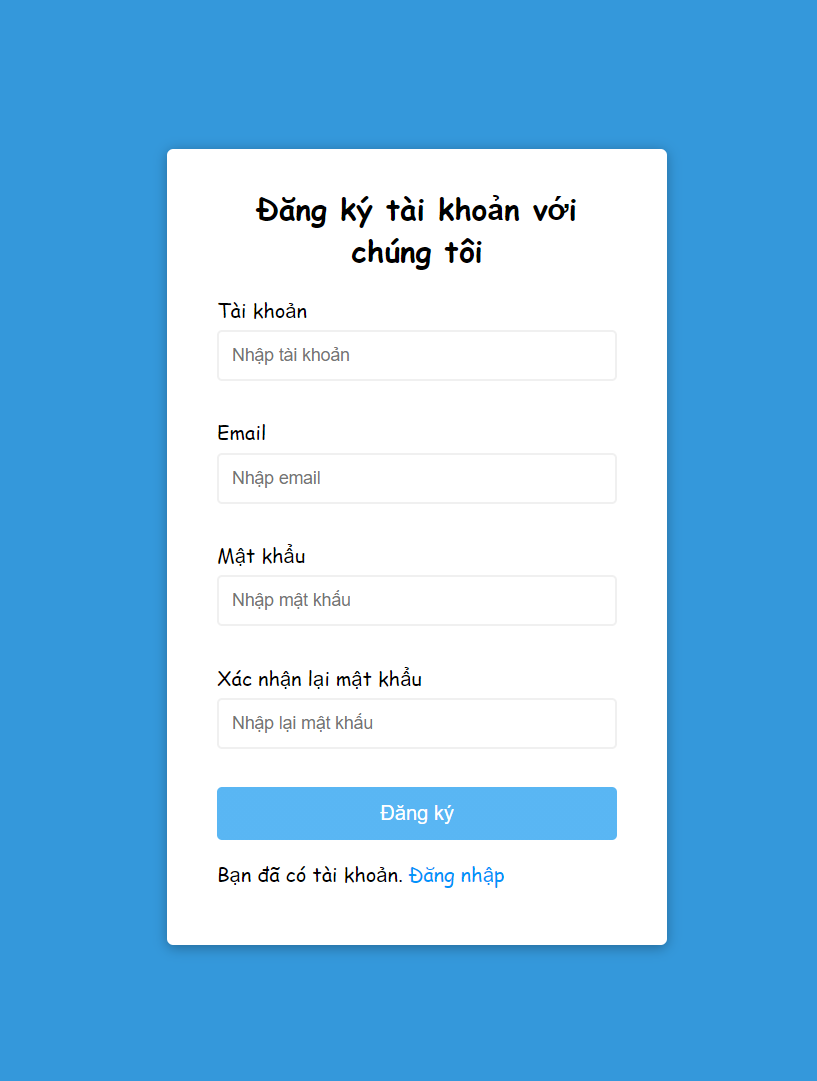 Đăng ký tài khoản với
chúng tôi
Tài khoản
Nhập tài khoản
Email
Nhập email
Mật khẩu
Nhập mật khẩu
Xác nhận lại mật khẩu
Nhập lại mật khẩu
Đăng ký
Bạn đã có tài khoản. Đăng nhập